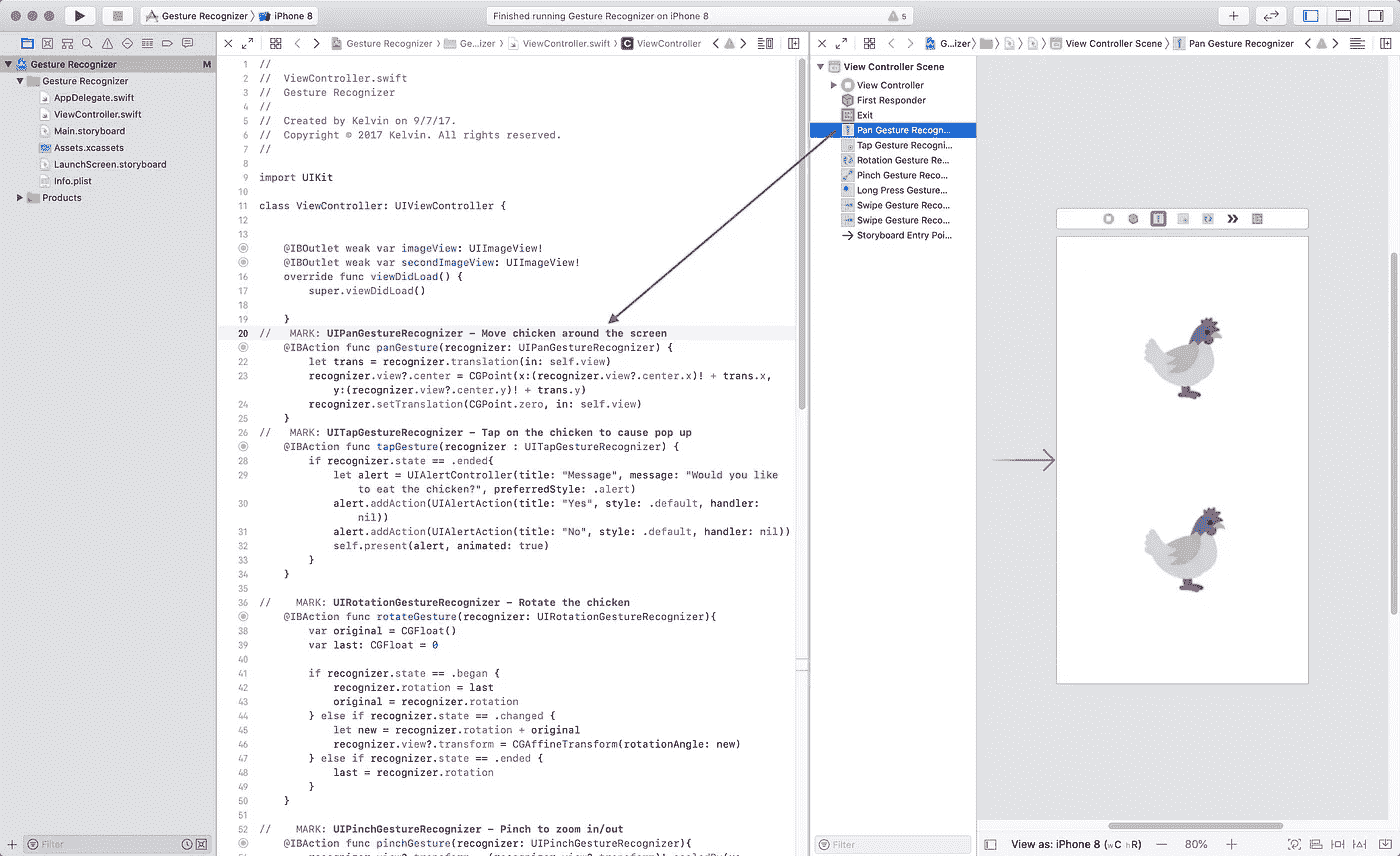 Gesture Recognizer
iPhone 8
Finished running Gesture Recognizer on iPhone 8
5
Gesture Recognizer M
Gesture Recognizer
AppDelegate.swift
ViewController.swift
Main.storyboard
Assets.xcassets
LaunchScreen.storyboard
Info.plist
Products
Filter
Gesture Recognizer
Ge...izer
ViewController.swift
C ViewController
1 //
2 // ViewController.swift
3 // Gesture Recognizer
4 //
5 // Created by Kelvin on 9/7/17.
6 // Copyright © 2017 Kelvin. All rights reserved.
7 //
8
9 import UIKit
10
11 class ViewController: UIViewController {
12
13
@IBOutlet weak var imageView: UIImageView!
@IBOutlet weak var secondImageView: UIImageView!
16 override func viewDidLoad() {
17 super.viewDidLoad()
18
19 }
20 // MARK: UIPanGestureRecognizer - Move chicken around the screen
@IBAction func panGesture(recognizer: UIPanGestureRecognizer) {
22 let trans = recognizer.translation(in: self.view)
23 recognizer.view?.center = CGPoint(x:(recognizer.view?.center.x)! + trans.x,
y:(recognizer.view?.center.y)! + trans.y)
24 recognizer.setTranslation(CGPoint.zero, in: self.view)
25 }
26 // MARK: UITapGestureRecognizer - Tap on the chicken to cause pop up
@IBAction func tapGesture(recognizer : UITapGestureRecognizer) {
28 if recognizer.state == .ended{
29 let alert = UIAlertController(title: "Message", message: "Would you like
to eat the chicken?", preferredStyle: .alert)
30 alert.addAction(UIAlertAction(title: "Yes", style: .default, handler:
nil))
31 alert.addAction(UIAlertAction(title: "No", style: .default, handler: nil))
32 self.present(alert, animated: true)
33 }
34 }
35
36 // MARK: UIRotationGestureRecognizer - Rotate the chicken
@IBAction func rotateGesture(recognizer: UIRotationGestureRecognizer){
38 var original = CGFloat()
39 var last: CGFloat = 0
40
41 if recognizer.state == .began {
42 recognizer.rotation = last
43 original = recognizer.rotation
44 } else if recognizer.state == .changed {
45 let new = recognizer.rotation + original
46 recognizer.view?.transform = CGAffineTransform(rotationAngle: new)
47 } else if recognizer.state == .ended {
48 last = recognizer.rotation
49 }
50 }
51
52 // MARK: UIPinchGestureRecognizer - Pinch to zoom in/out
@IBAction func pinchGesture(recognizer: UIPinchGestureRecognizer){
G...izer
View Controller Scene
Pan Gesture Recognizer
View Controller Scene
View Controller
First Responder
Exit
Pan Gesture Recogn...
Tap Gesture Recogni...
Rotation Gesture Re...
Pinch Gesture Reco...
Long Press Gesture...
Swipe Gesture Reco...
Swipe Gesture Reco...
Storyboard Entry Poi...
Filter
View as: iPhone 8 (wC hR)
80%